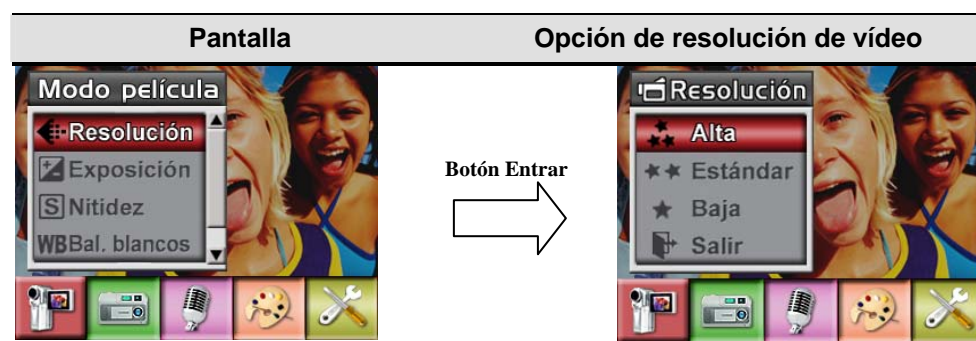 Pantalla
Opción de resolución de vídeo
Modo película
Resolución
Exposición
S Nitidez
WB Bal. blancos
Botón Entrar
Resolución
Alta
Estándar
Baja
Salir